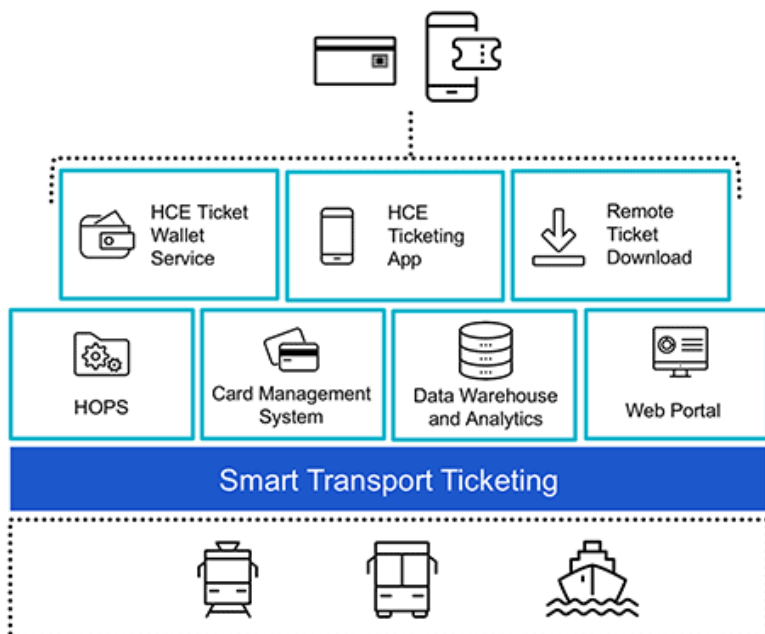 HCE Ticket
Wallet
Service
HCE
Ticketing
App
Remote
Ticket
Download
HOPS
Card Management
System
Data Warehouse
and Analytics
Web Portal
Smart Transport Ticketing